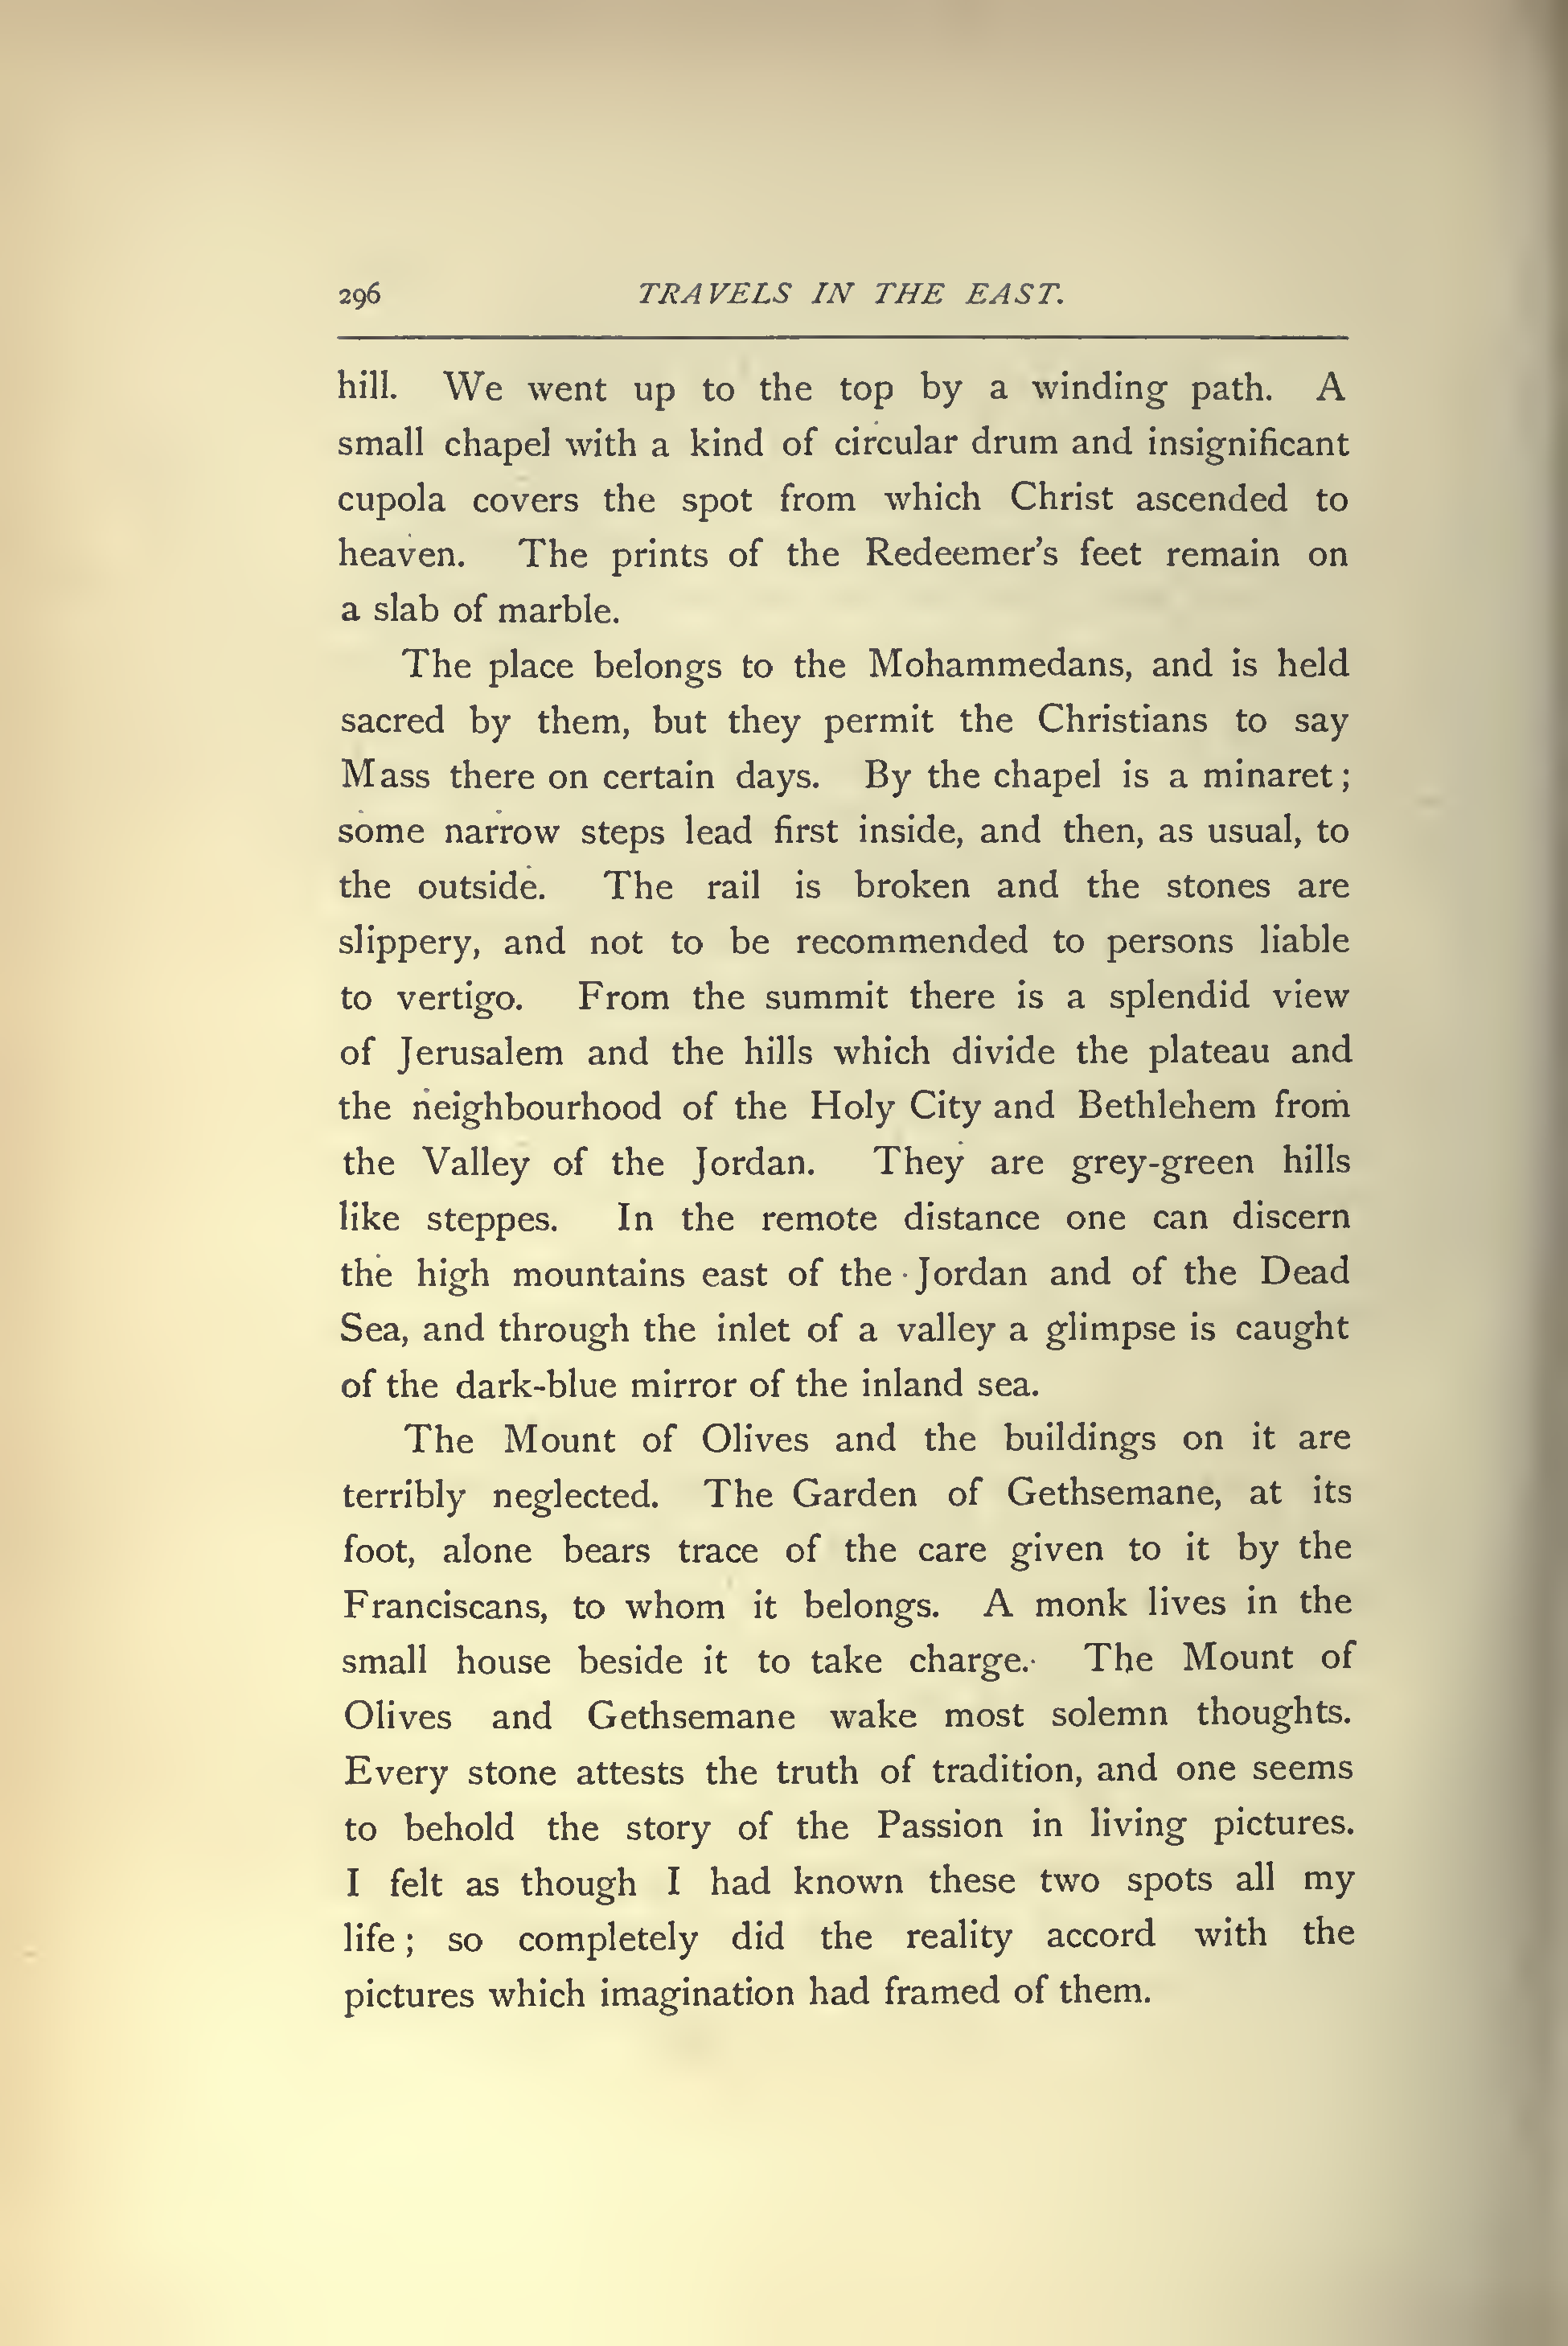 296 TRAVELS IN THE EAST.
hill. We went up to the top by a winding path. A
small chapel with a kind of circular drum and insignificant
cupola covers the spot from which Christ ascended to
heaven. The prints of the Redeemer's feet remain on
a slab of marble.
The place belongs to the Mohammedans, and is held
sacred by them, but they permit the Christians to say
Mass there on certain days. By the chapel is a minaret;
some narrow steps lead first inside, and then, as usual, to
the outside. The rail is broken and the stones are
slippery, and not to be recommended to persons liable
to vertigo. From the summit there is a splendid view
of Jerusalem and the hills which divide the plateau and
the neighbourhood of the Holy City and Bethlehem from
the Valley of the Jordan. They are grey-green hills
like steppes. In the remote distance one can discern
the high mountains east of the Jordan and of the Dead
Sea, and through the inlet of a valley a glimpse is caught
of the dark-blue mirror of the inland sea.
The Mount of Olives and the buildings on it are
terribly neglected. The Garden of Gethsemane, at its
foot, alone bears trace of the care given to it by the
Franciscans, to whom it belongs. A monk lives in the
small house beside it to take charge. The Mount of
Olives and Gethsemane wake most solemn thoughts.
Every stone attests the truth of tradition, and one seems
to behold the story of the Passion in living pictures.
I felt as though I had known these two spots all my
life; so completely did the reality accord with the
pictures which imagination had framed of them.